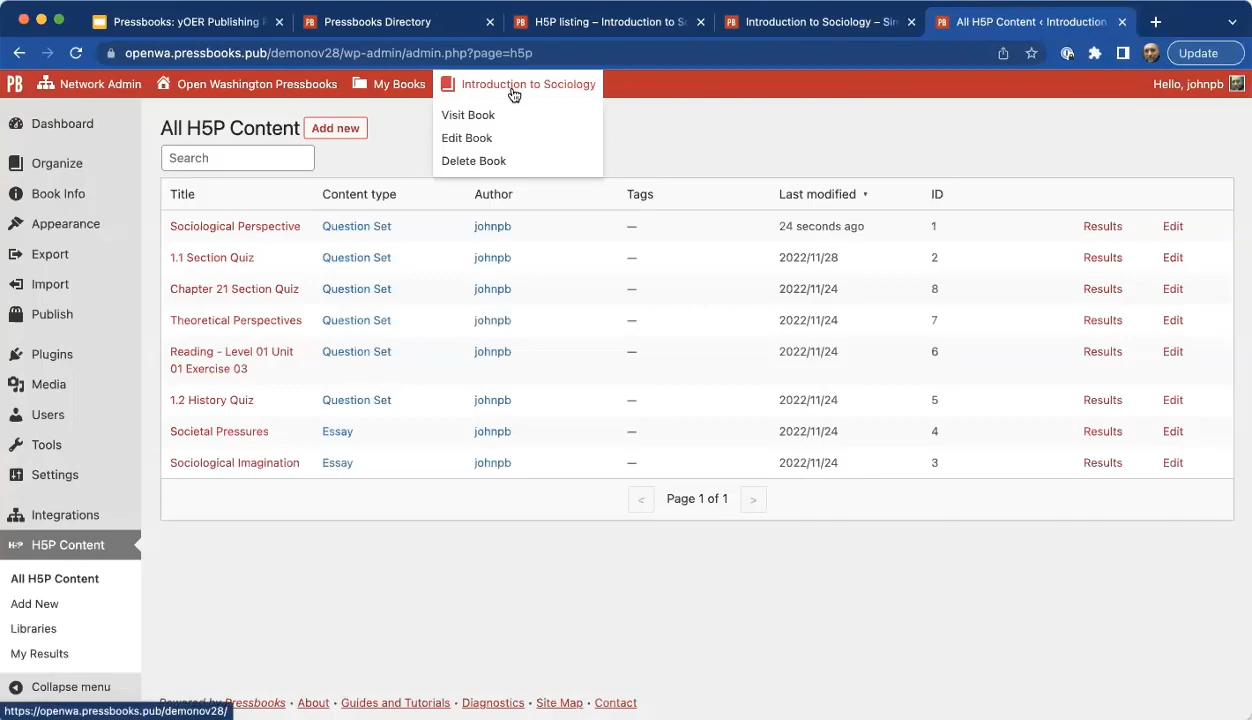 Pressbooks: yOER Publishing
Pressbooks Directory
H5P listing – Introduction to S
Introduction to Sociology – Si
All H5P Content ‹ Introduction
openwa.pressbooks.pub/demonov28/wp-admin/admin.php?page=h5p
Update
PB
Network Admin
Open Washington Pressbooks
My Books
Introduction to Sociology
Hello, johnpb
Visit Book
Edit Book
Delete Book
Dashboard
Organize
Book Info
Appearance
Export
Import
Publish
Plugins
Media
Users
Tools
Settings
Integrations
H5P Content
All H5P Content
Add New
Libraries
My Results
Collapse menu
All H5P Content
Add new
Search
Title Content type Author Tags Last modified ID
Sociological Perspective Question Set johnpb — 24 seconds ago 1 Results Edit
1.1 Section Quiz Question Set johnpb — 2022/11/28 2 Results Edit
Chapter 21 Section Quiz Question Set johnpb — 2022/11/24 8 Results Edit
Theoretical Perspectives Question Set johnpb — 2022/11/24 7 Results Edit
Reading - Level 01 Unit Question Set johnpb — 2022/11/24 6 Results Edit
01 Exercise 03
1.2 History Quiz Question Set johnpb — 2022/11/24 5 Results Edit
Societal Pressures Essay johnpb — 2022/11/24 4 Results Edit
Sociological Imagination Essay johnpb — 2022/11/24 3 Results Edit
< Page 1 of 1 >
Powered by Pressbooks • About • Guides and Tutorials • Diagnostics • Site Map • Contact
https://openwa.pressbooks.pub/demonov28/